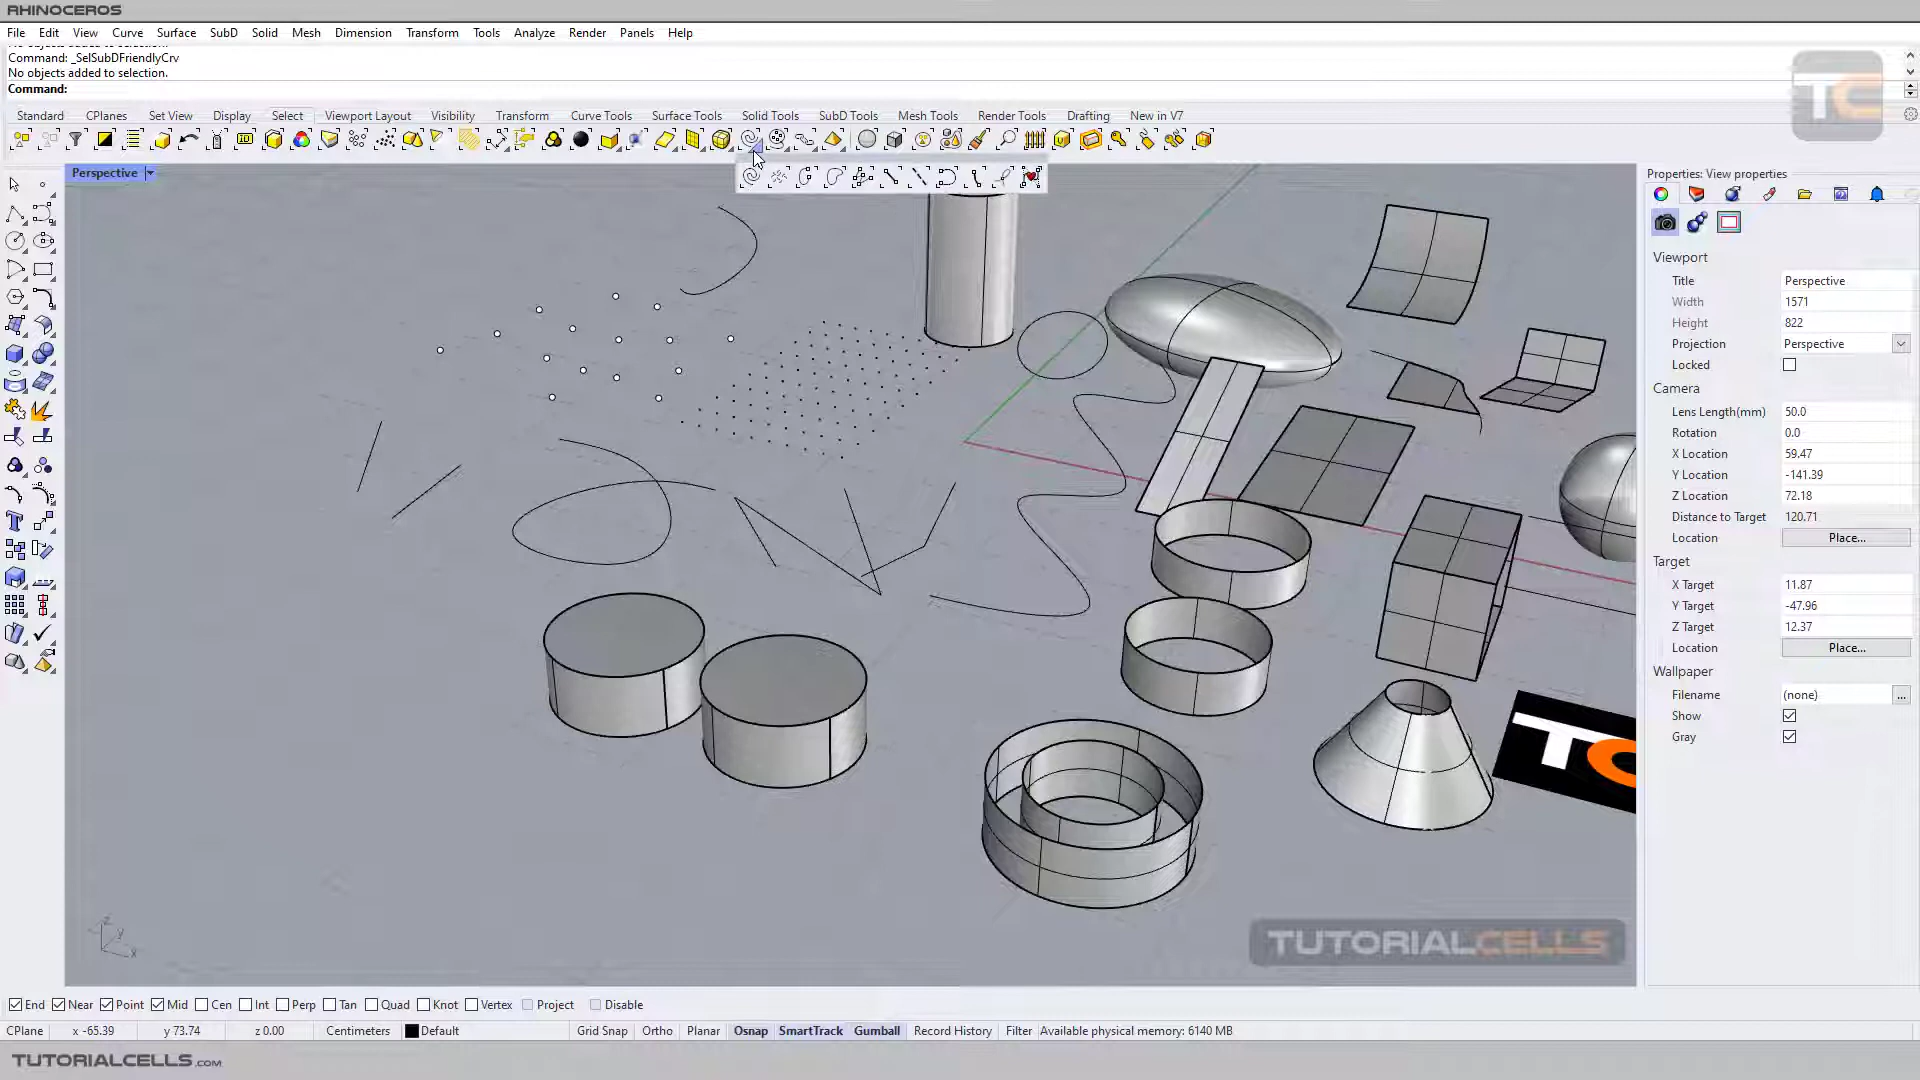 RHINOCEROS
File Edit View Curve Surface SubD Solid Mesh Dimension Transform Tools Analyze Render Panels Help
No objects added to selection.
Command: _SelSubDFriendlyCrv
No objects added to selection.
Command:
TC
Standard CPlanes Set View Display Select Viewport Layout Visibility Transform Curve Tools Surface Tools Solid Tools SubD Tools Mesh Tools Render Tools Drafting New in V7
Perspective
Properties: View properties
Viewport
Title Perspective
Width 1571
Height 822
Projection Perspective
Locked
Camera
Lens Length(mm) 50.0
Rotation 0.0
X Location 59.47
Y Location -141.39
Z Location 72.18
Distance to Target 120.71
Location Place...
Target
X Target 11.87
Y Target -47.96
Z Target 12.37
Location Place...
Wallpaper
Filename (none) ...
Show
Gray
TC
z
y
x
TUTORIALCELLS
End Near Point Mid Cen Int Perp Tan Quad Knot Vertex Project Disable
CPlane x -65.39 y 73.74 z 0.00 Centimeters Default Grid Snap Ortho Planar Osnap SmartTrack Gumball Record History Filter Available physical memory: 6140 MB
TUTORIALCELLS.COM